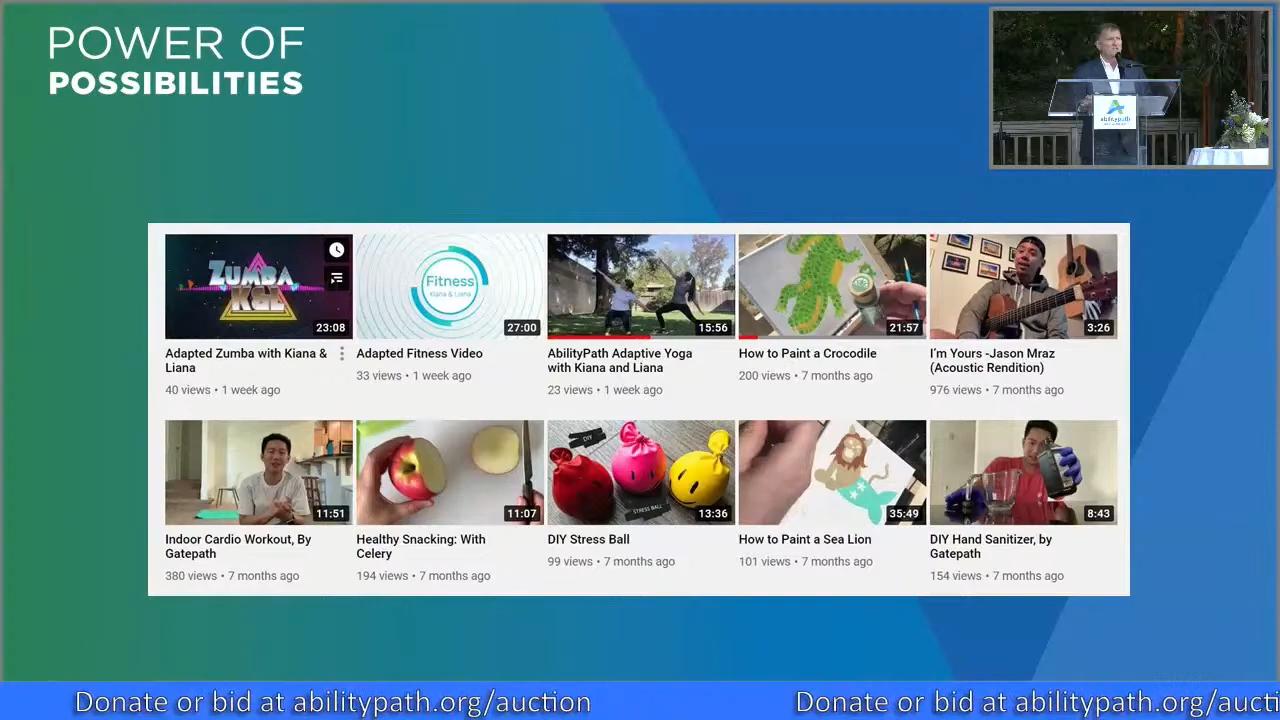 POWER OF
POSSIBILITIES
abilitypath
ZUMBA
K&L
23:08
Fitness
Kiana & Liana
27:00
15:56
21:57
3:26
Adapted Zumba with Kiana &
Liana
40 views • 1 week ago
Adapted Fitness Video
33 views • 1 week ago
AbilityPath Adaptive Yoga
with Kiana and Liana
23 views • 1 week ago
How to Paint a Crocodile
200 views • 7 months ago
I'm Yours -Jason Mraz
(Acoustic Rendition)
976 views • 7 months ago
11:51
11:07
DIY
STRESS BALL
13:36
35:49
8:43
Indoor Cardio Workout, By
Gatepath
380 views • 7 months ago
Healthy Snacking: With
Celery
194 views • 7 months ago
DIY Stress Ball
99 views • 7 months ago
How to Paint a Sea Lion
101 views • 7 months ago
DIY Hand Sanitizer, by
Gatepath
154 views • 7 months ago
Donate or bid at abilitypath.org/auction
Donate or bid at abilitypath.org/aucti